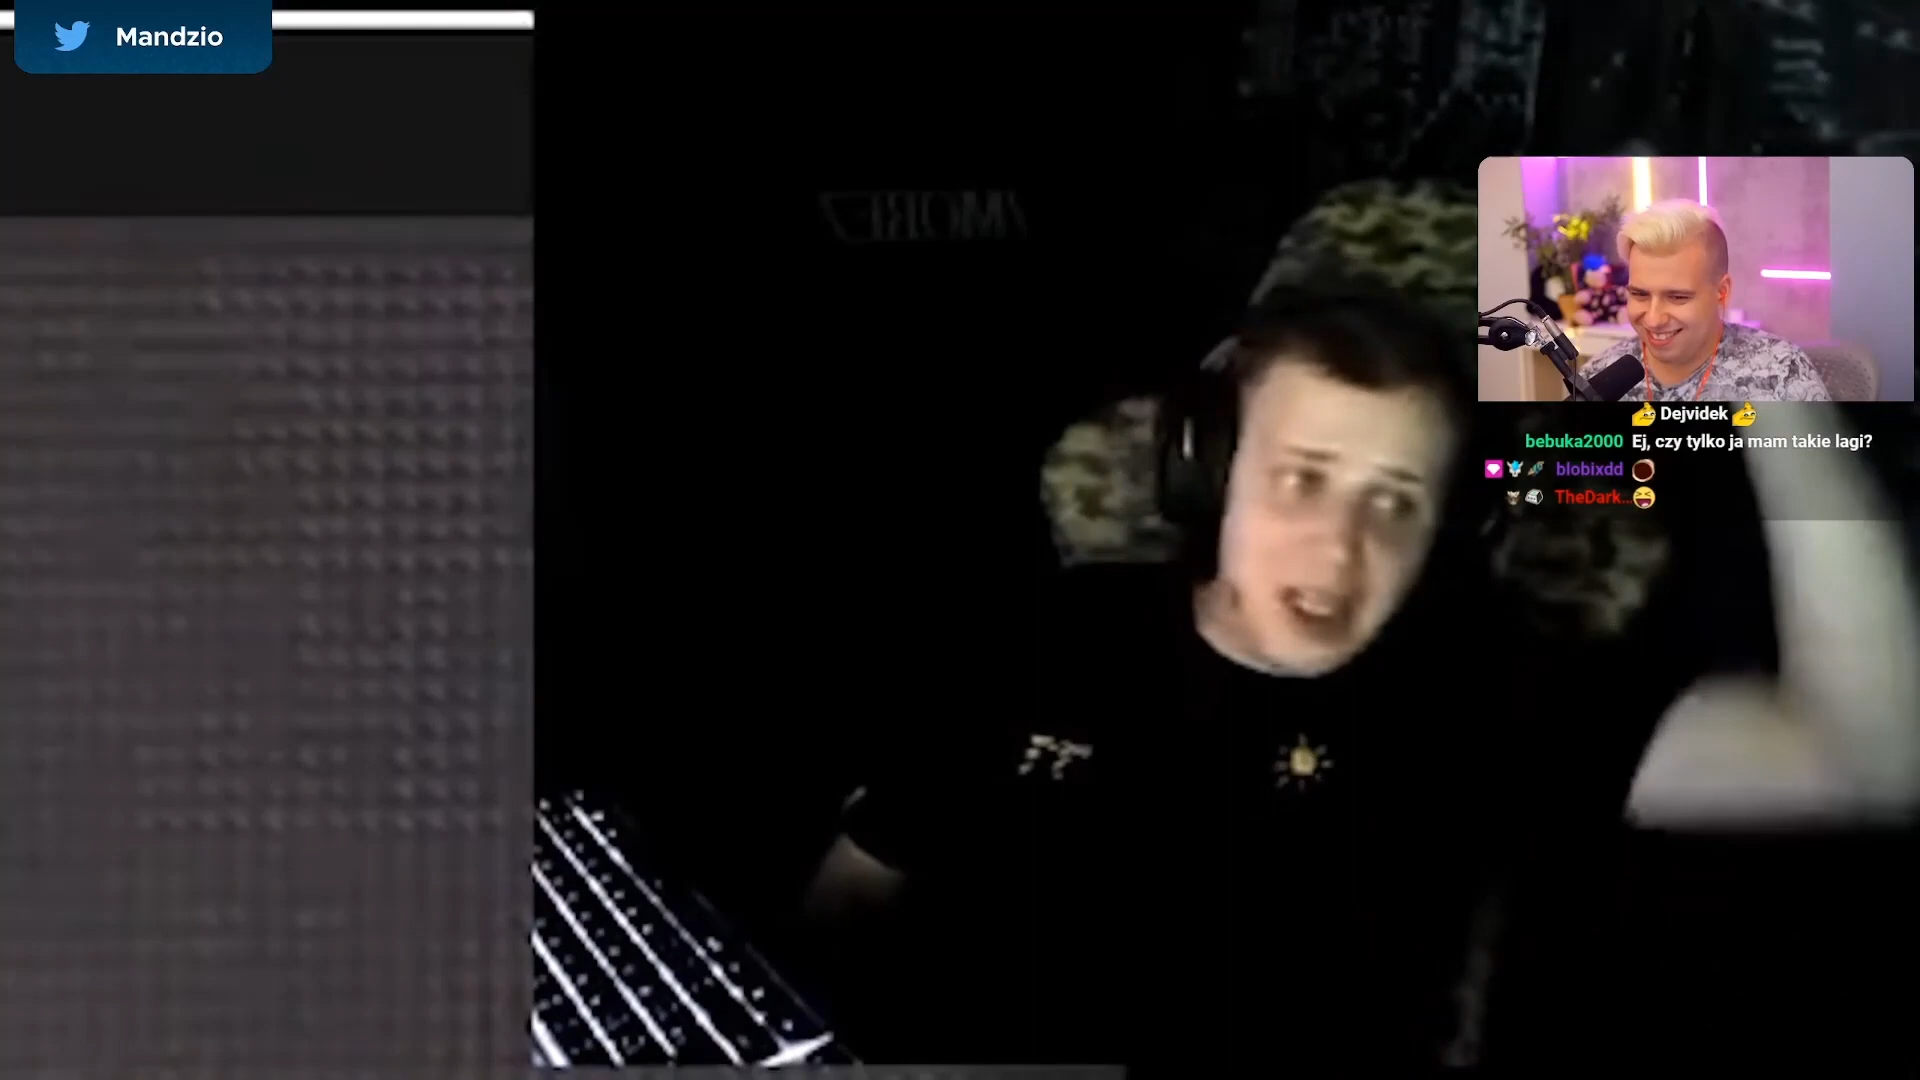 Mandzio
Dejvidek
bebuka2000 Ej, czy tylko ja mam takie lagi?
blobixdd
TheDark...